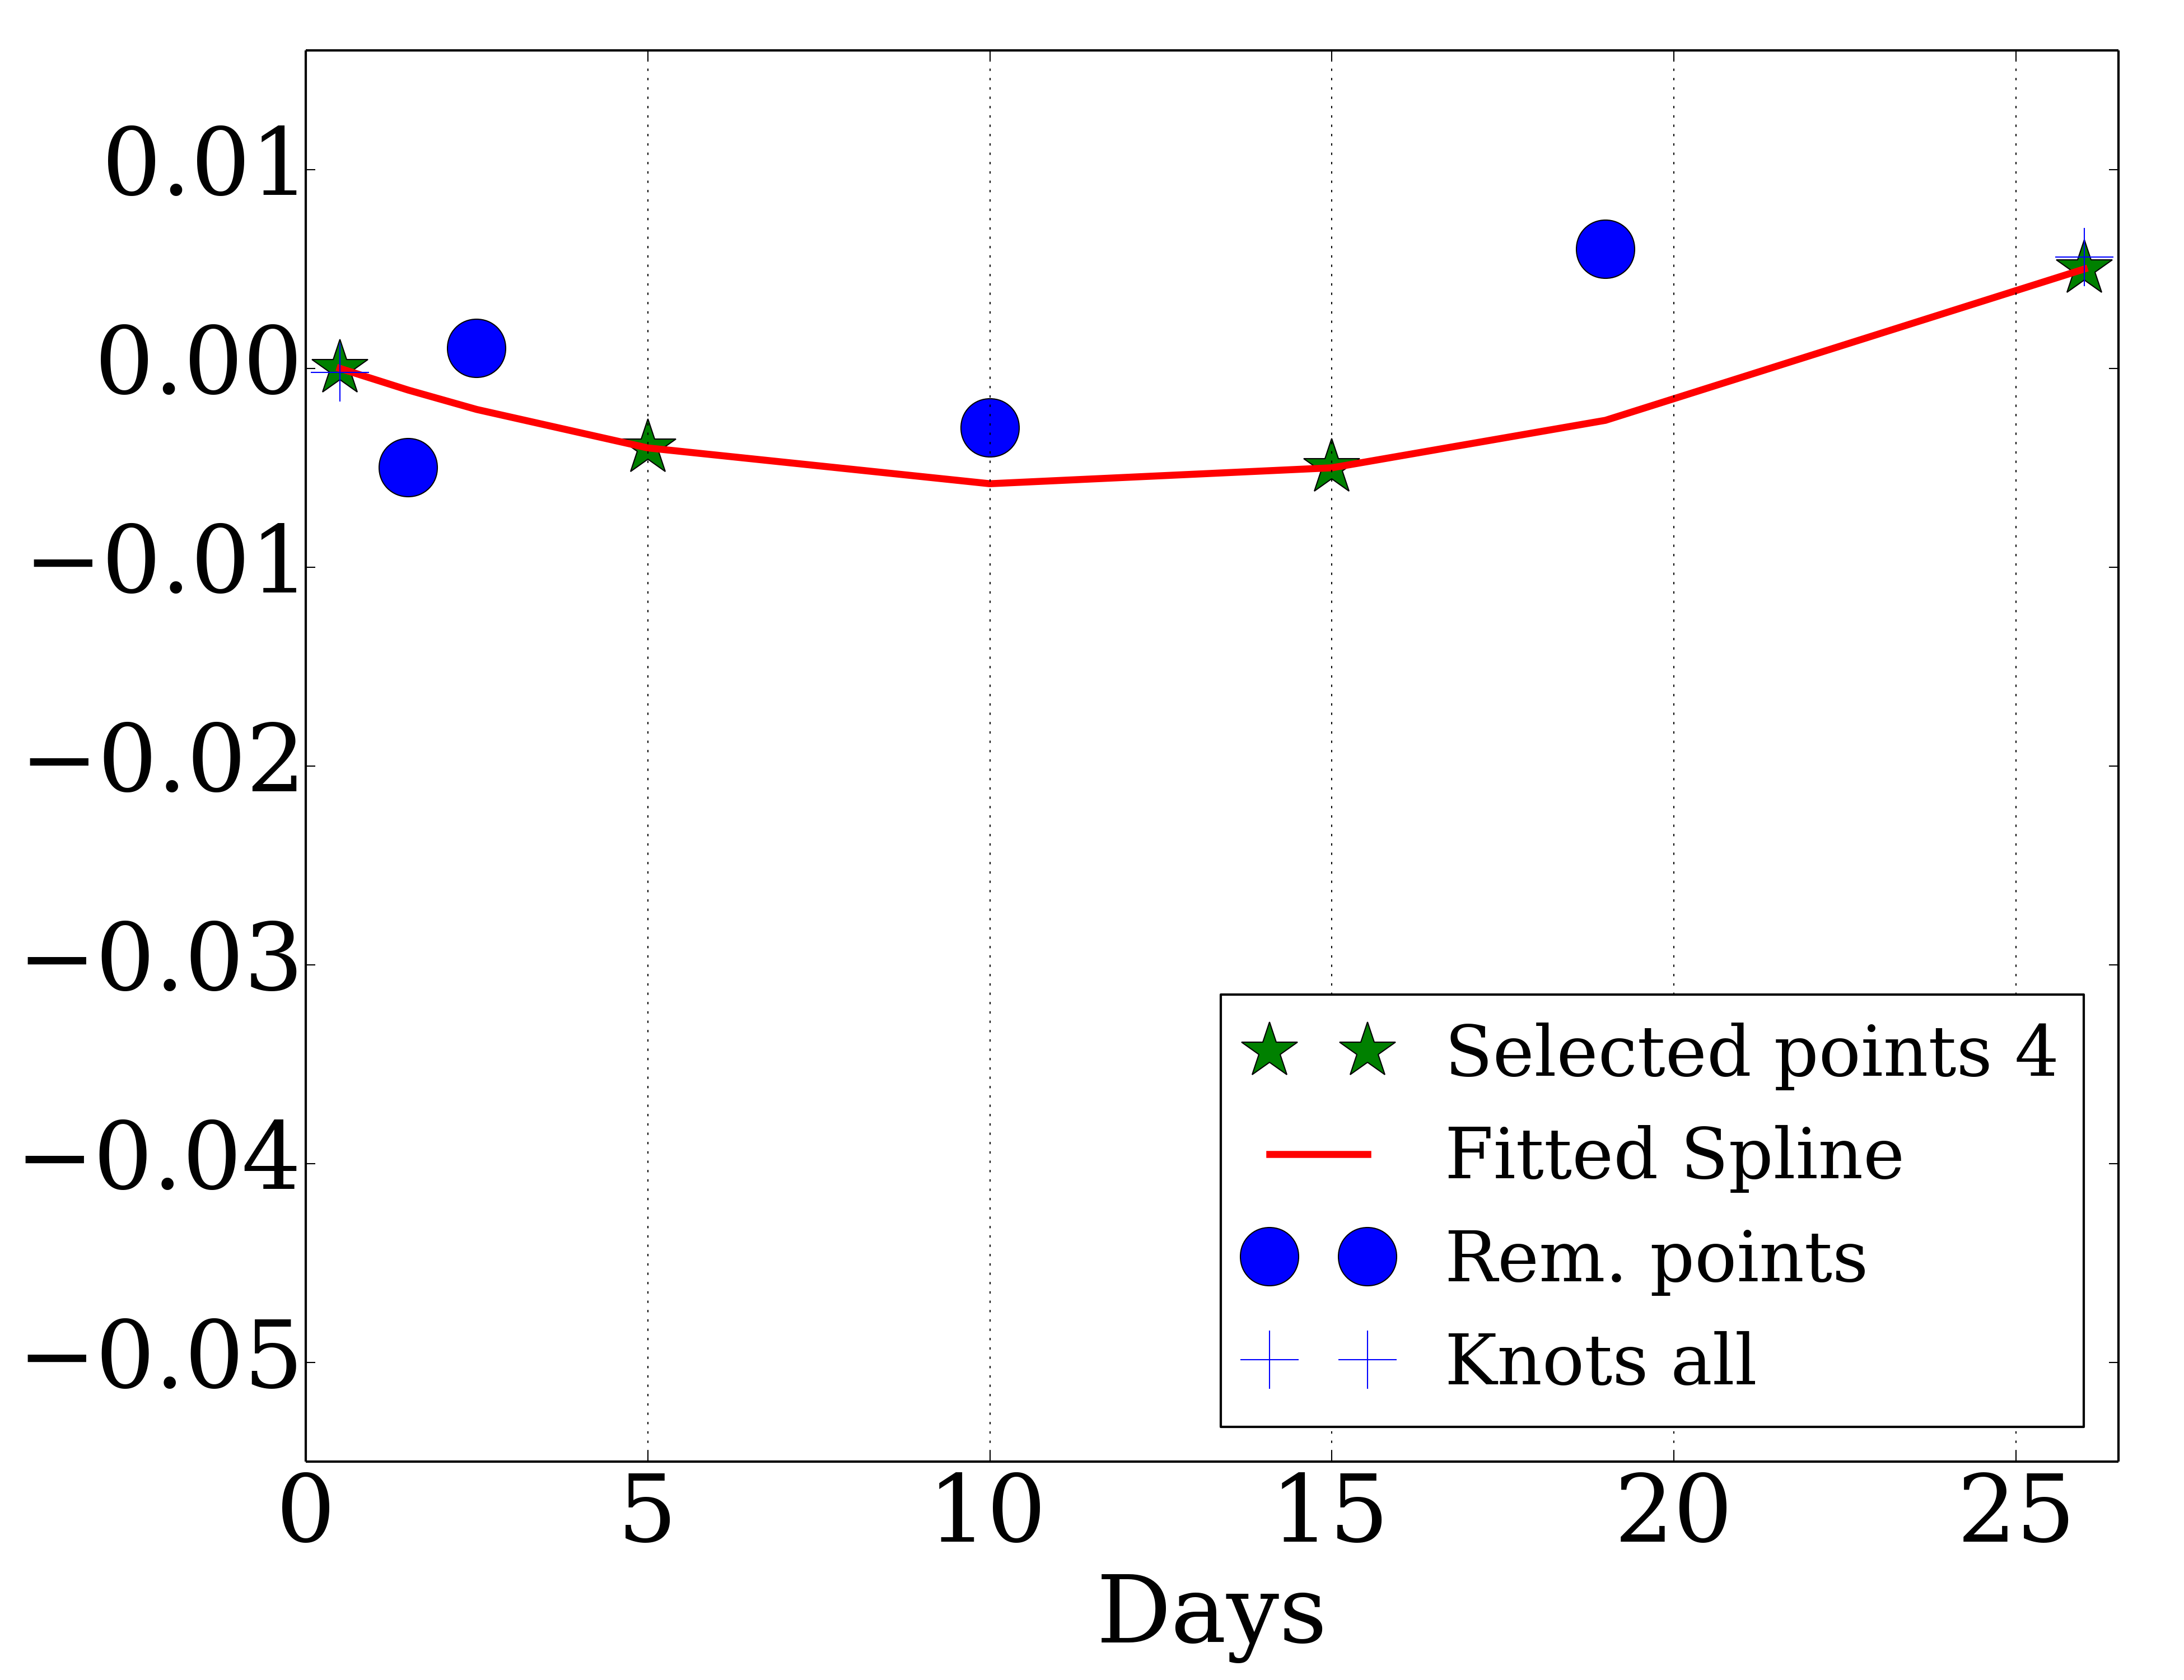 0.01
0.00
−0.01
−0.02
−0.03
−0.04
−0.05
Selected points 4
Fitted Spline
Rem. points
Knots all
0 5 10 15 20 25
Days